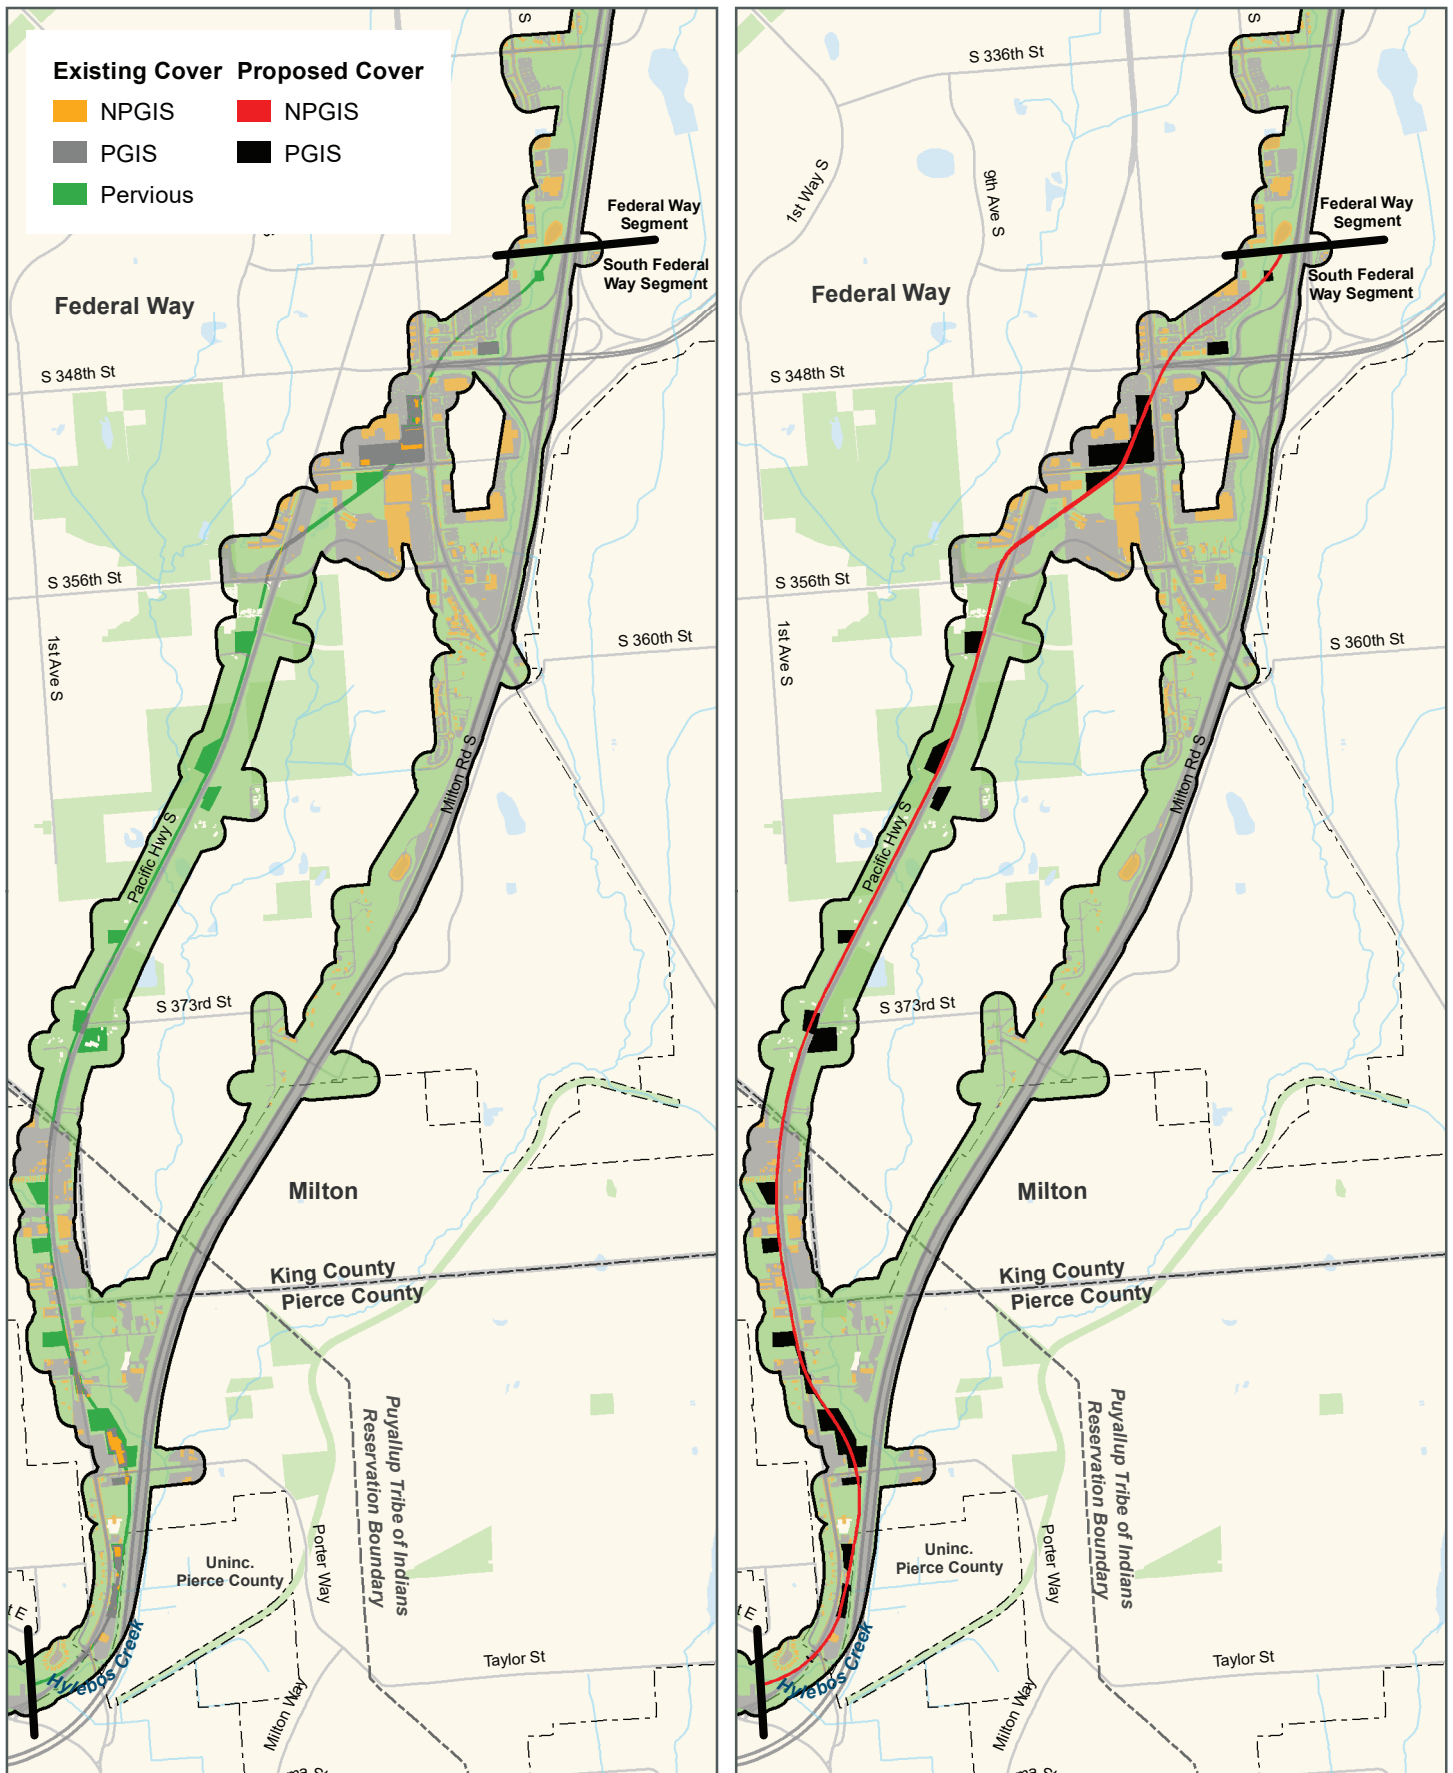 S
Existing Cover Proposed Cover
NPGIS NPGIS
PGIS PGIS
Pervious
Federal Way
Segment
South Federal
Way Segment
Federal Way
S 348th St
S 356th St
1st Ave S
S 360th St
Milton Rd S
Pacific Hwy S
S 373rd St
Milton
King County
Pierce County
Puyallup Tribe of Indians
Reservation Boundary
Uninc.
Pierce County
Porter Way
t E
Hylebos Creek
Taylor St
Milton Way
S
S 336th St
1st Way S
9th Ave S
Federal Way
Segment
South Federal
Way Segment
Federal Way
S 348th St
S 356th St
1st Ave S
S 360th St
Milton Rd S
Pacific Hwy S
S 373rd St
Milton
King County
Pierce County
Puyallup Tribe of Indians
Reservation Boundary
Uninc.
Pierce County
Porter Way
t E
Hylebos Creek
Taylor St
Milton Way